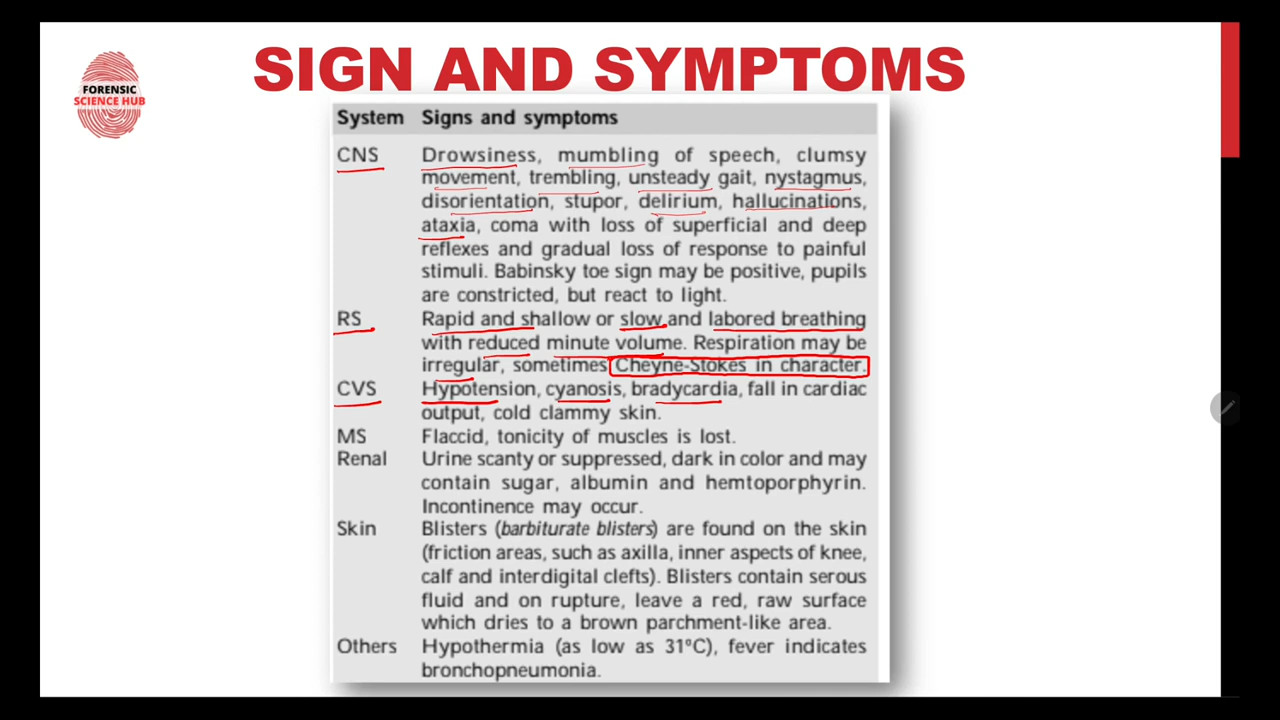 SIGN AND SYMPTOMS
FORENSIC
SCIENCE HUB
System Signs and symptoms
CNS Drowsiness, mumbling of speech, clumsy
movement, trembling, unsteady gait, nystagmus,
disorientation, stupor, delirium, hallucinations,
ataxia, coma with loss of superficial and deep
reflexes and gradual loss of response to painful
stimuli. Babinsky toe sign may be positive, pupils
are constricted, but react to light.
RS Rapid and shallow or slow and labored breathing
with reduced minute volume. Respiration may be
irregular, sometimes Cheyne-Stokes in character.
CVS Hypotension, cyanosis, bradycardia, fall in cardiac
output, cold clammy skin.
MS Flaccid, tonicity of muscles is lost.
Renal Urine scanty or suppressed, dark in color and may
contain sugar, albumin and hemtoporphyrin.
Incontinence may occur.
Skin Blisters (barbiturate blisters) are found on the skin
(friction areas, such as axilla, inner aspects of knee,
calf and interdigital clefts). Blisters contain serous
fluid and on rupture, leave a red, raw surface
which dries to a brown parchment-like area.
Others Hypothermia (as low as 31ºC), fever indicates
bronchopneumonia.